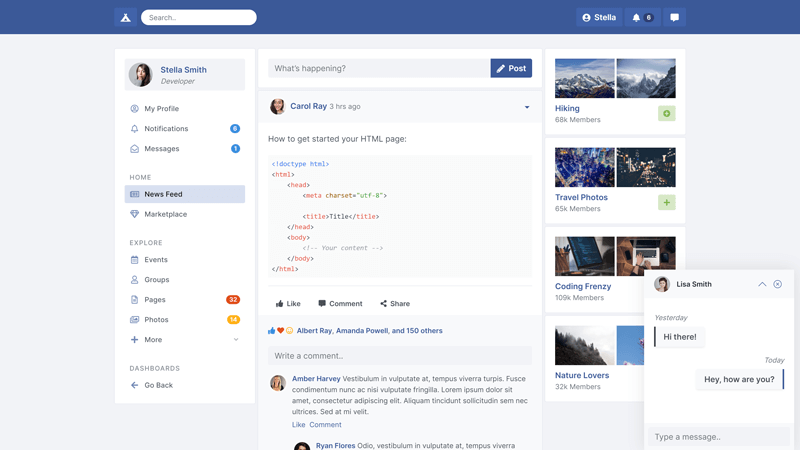 Search..
Stella
6
Stella Smith
Developer
My Profile
Notifications
6
Messages
1
HOME
News Feed
Marketplace
EXPLORE
Events
Groups
Pages
32
Photos
14
More
DASHBOARDS
Go Back
What's happening?
Post
Carol Ray 3 hrs ago
How to get started your HTML page:
<!doctype html>
<html>
<head>
<meta charset="utf-8">
<title>Title</title>
</head>
<body>
<!-- Your content -->
</body>
</html>
Like
Comment
Share
Albert Ray, Amanda Powell, and 150 others
Write a comment..
Amber Harvey Vestibulum in vulputate at, tempus viverra turpis. Fusce
condimentum nunc ac nisi vulputate fringilla. Lorem ipsum dolor sit
amet, consectetur adipiscing elit. Aliquam tincidunt sollicitudin sem nec
ultrices. Sed at mi velit.
Like Comment
Ryan Flores Odio, vestibulum in vulputate at, tempus viverra
Hiking
68k Members
Travel Photos
65k Members
Coding Frenzy
109k Members
Nature Lovers
32k Members
Lisa Smith
Yesterday
Hi there!
Today
Hey, how are you?
Type a message..